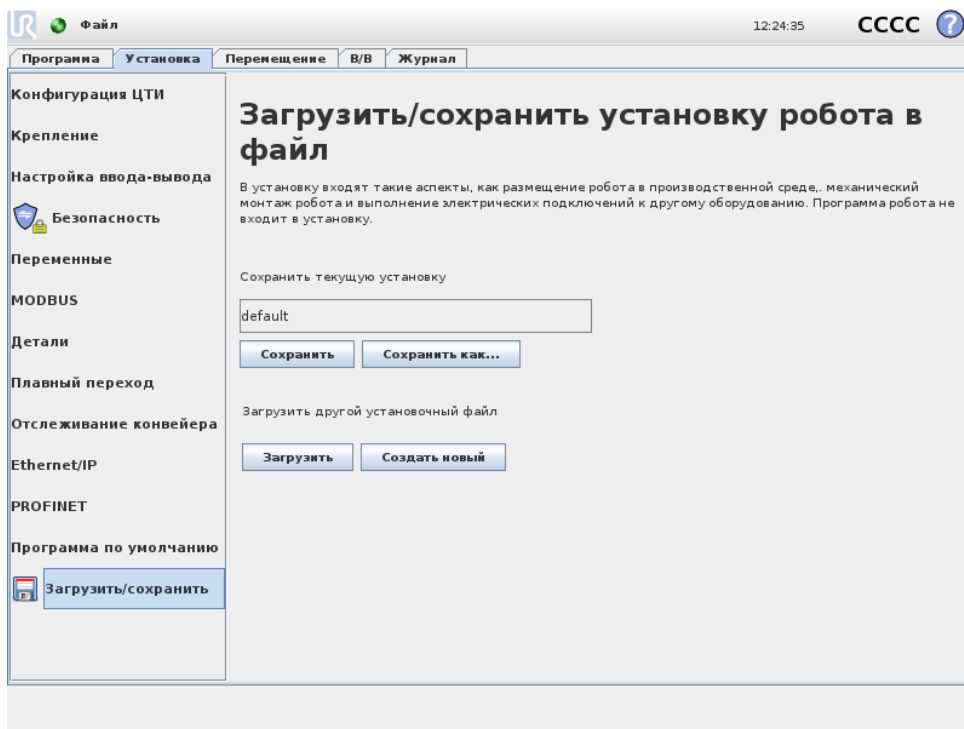 UR Файл 12:24:35 CCCC ?
Программа Установка Перемещение В/В Журнал
Конфигурация ЦТИ
Крепление
Настройка ввода-вывода
Безопасность
Переменные
MODBUS
Детали
Плавный переход
Отслеживание конвейера
Ethernet/IP
PROFINET
Программа по умолчанию
Загрузить/сохранить
Загрузить/сохранить установку робота в
файл
В установку входят такие аспекты, как размещение робота в производственной среде,. механический
монтаж робота и выполнение электрических подключений к другому оборудованию. Программа робота не
входит в установку.
Сохранить текущую установку
default
Сохранить Сохранить как...
Загрузить другой установочный файл
Загрузить Создать новый